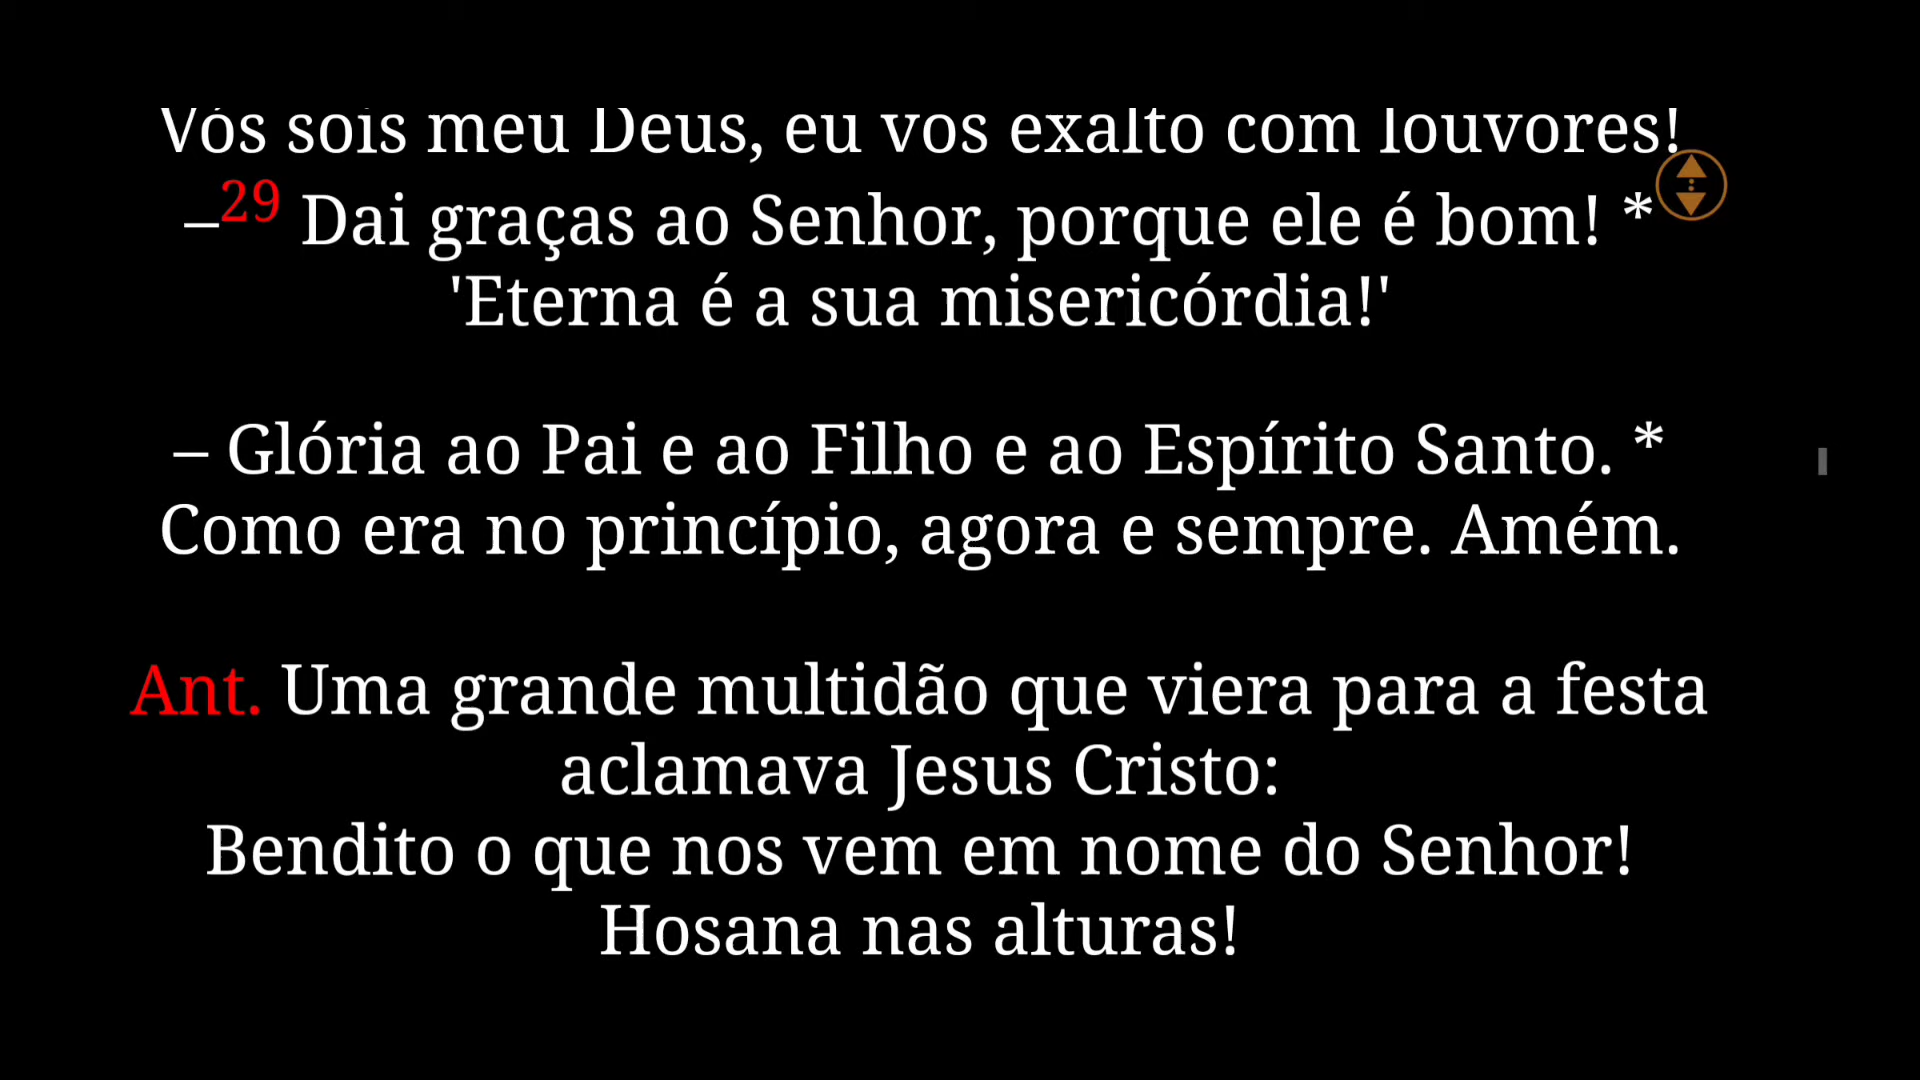 Vós sois meu Deus, eu vos exalto com louvores!
–29 Dai graças ao Senhor, porque ele é bom! *
'Eterna é a sua misericórdia!'
– Glória ao Pai e ao Filho e ao Espírito Santo. *
Como era no princípio, agora e sempre. Amém.
Ant. Uma grande multidão que viera para a festa
aclamava Jesus Cristo:
Bendito o que nos vem em nome do Senhor!
Hosana nas alturas!